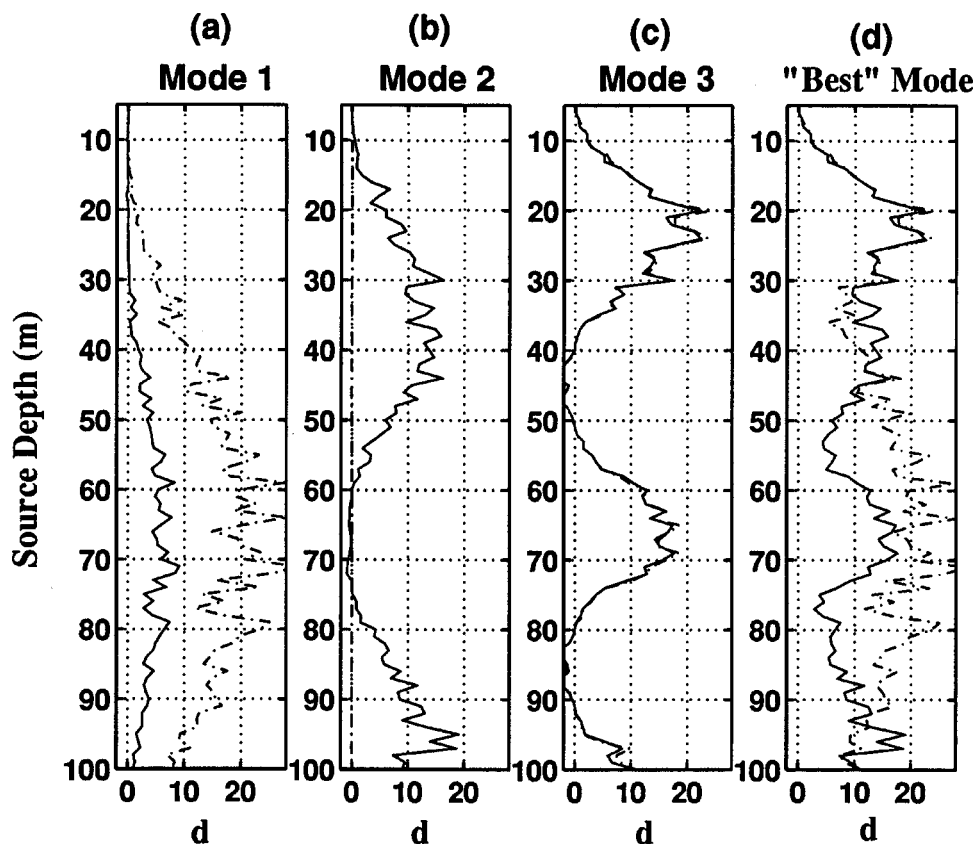 (a) (b) (c) (d)
Mode 1 Mode 2 Mode 3 "Best" Mode
Source Depth (m)
10 10 10 10
20 20 20 20
30 30 30 30
40 40 40 40
50 50 50 50
60 60 60 60
70 70 70 70
80 80 80 80
90 90 90 90
100 100 100 100
0 10 20 0 10 20 0 10 20 0 10 20
d d d d